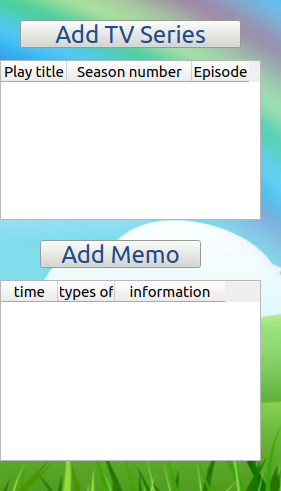 Add TV Series
Play title Season number Episode
Add Memo
time types of information